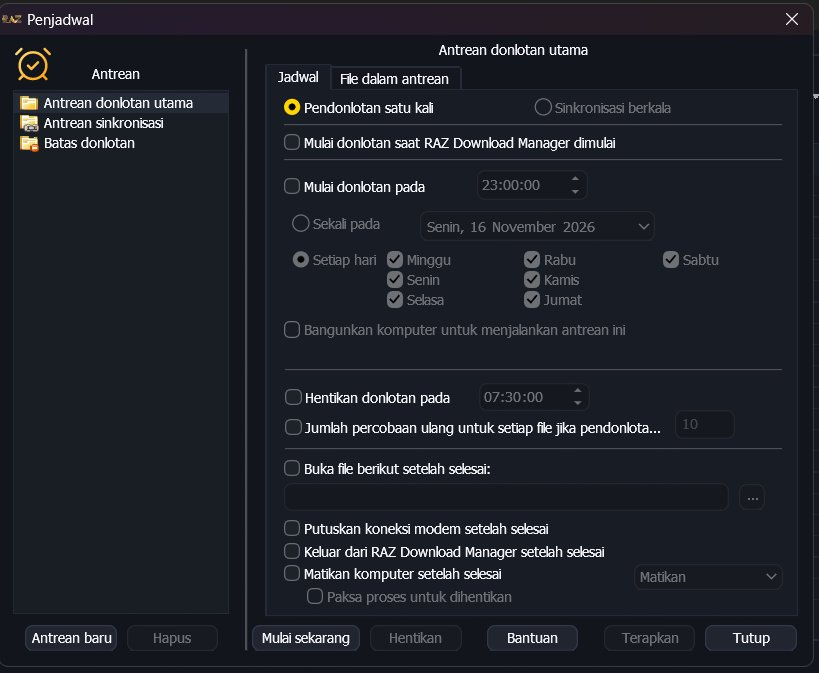 RAZ Penjadwal
Antrean
Antrean donlotan utama
Antrean sinkronisasi
Batas donlotan
Antrean baru
Hapus
Antrean donlotan utama
Jadwal
File dalam antrean
Pendonlotan satu kali
Sinkronisasi berkala
Mulai donlotan saat RAZ Download Manager dimulai
Mulai donlotan pada
23:00:00
Sekali pada
Senin, 16 November 2026
Setiap hari
Minggu
Rabu
Sabtu
Senin
Kamis
Selasa
Jumat
Bangunkan komputer untuk menjalankan antrean ini
Hentikan donlotan pada
07:30:00
Jumlah percobaan ulang untuk setiap file jika pendonlota...
10
Buka file berikut setelah selesai:
...
Putuskan koneksi modem setelah selesai
Keluar dari RAZ Download Manager setelah selesai
Matikan komputer setelah selesai
Matikan
Paksa proses untuk dihentikan
Mulai sekarang
Hentikan
Bantuan
Terapkan
Tutup